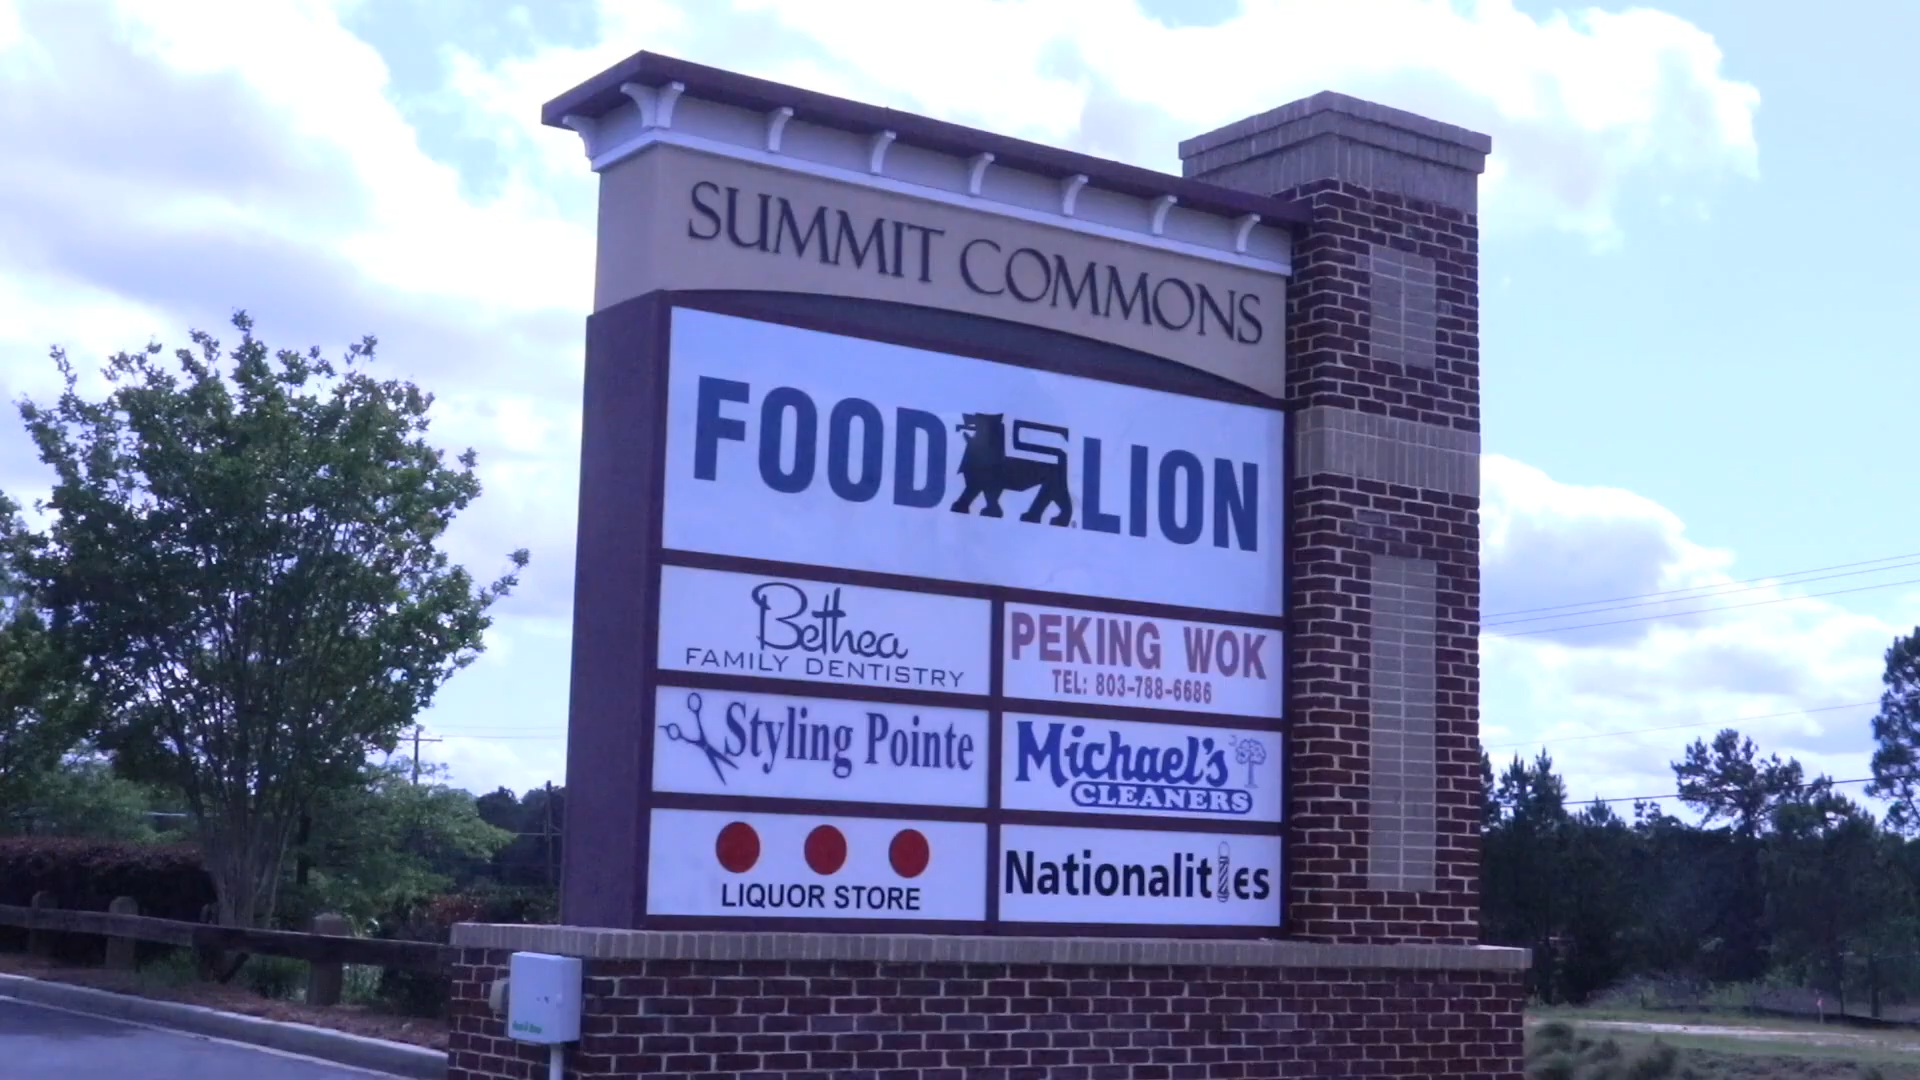 SUMMIT COMMONS
FOOD LION
Bethea
FAMILY DENTISTRY
PEKING WOK
TEL: 803-788-6686
Styling Pointe
Michael's
CLEANERS
LIQUOR STORE
Nationalities